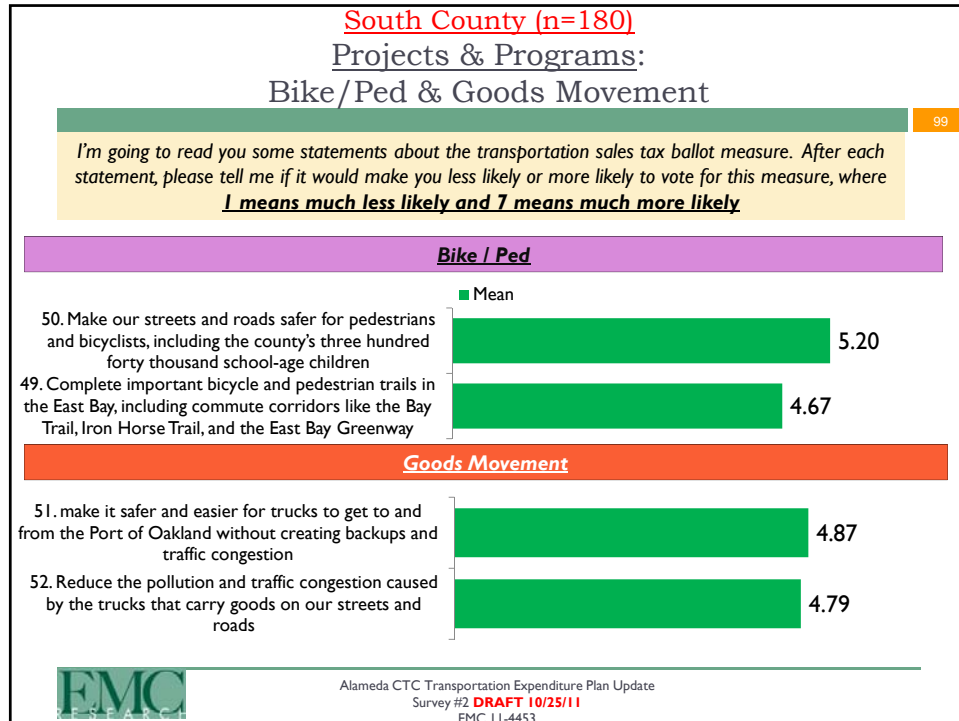 South County (n=180)
Projects & Programs:
Bike/Ped & Goods Movement
99
I'm going to read you some statements about the transportation sales tax ballot measure. After each
statement, please tell me if it would make you less likely or more likely to vote for this measure, where
1 means much less likely and 7 means much more likely
Bike / Ped
Mean
50. Make our streets and roads safer for pedestrians
and bicyclists, including the county's three hundred
forty thousand school-age children
5.20
49. Complete important bicycle and pedestrian trails in
the East Bay, including commute corridors like the Bay
Trail, Iron Horse Trail, and the East Bay Greenway
4.67
Goods Movement
51. make it safer and easier for trucks to get to and
from the Port of Oakland without creating backups and
traffic congestion
4.87
52. Reduce the pollution and traffic congestion caused
by the trucks that carry goods on our streets and
roads
4.79
EMC
RESEARCH
Alameda CTC Transportation Expenditure Plan Update
Survey #2 DRAFT 10/25/11
EMC 11-4453